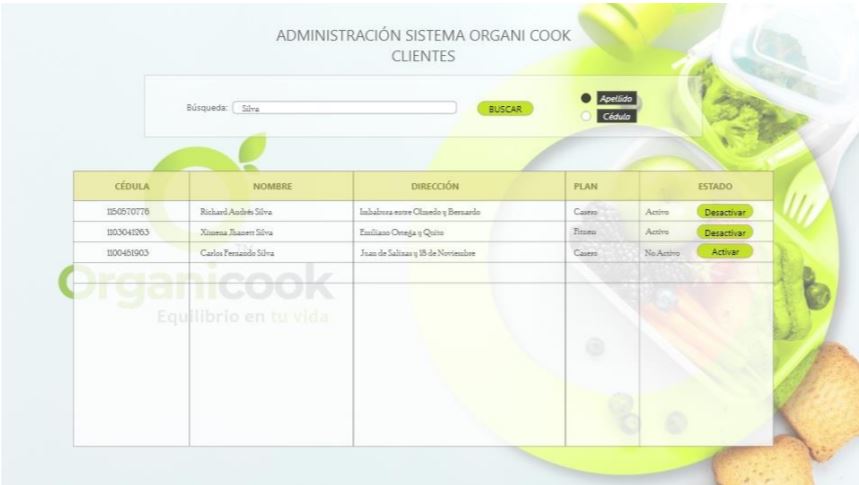 ADMINISTRACIÓN SISTEMA ORGANI COOK
CLIENTES
Búsqueda: Silva BUSCAR
Apellido
Cédula
CÉDULA NOMBRE DIRECCIÓN PLAN ESTADO
1150570776 Richard Andrés Silva Imbabura entre Olmedo y Bernardo Casero Activo Desactivar
1103041263 Ximena Jhanett Silva Emiliano Ortega y Quito Fitness Activo Desactivar
1100451903 Carlos Fernando Silva Juan de Salinas y 18 de Noviembre Casero No Activo Activar
Organicook
Equilibrio en tu vida